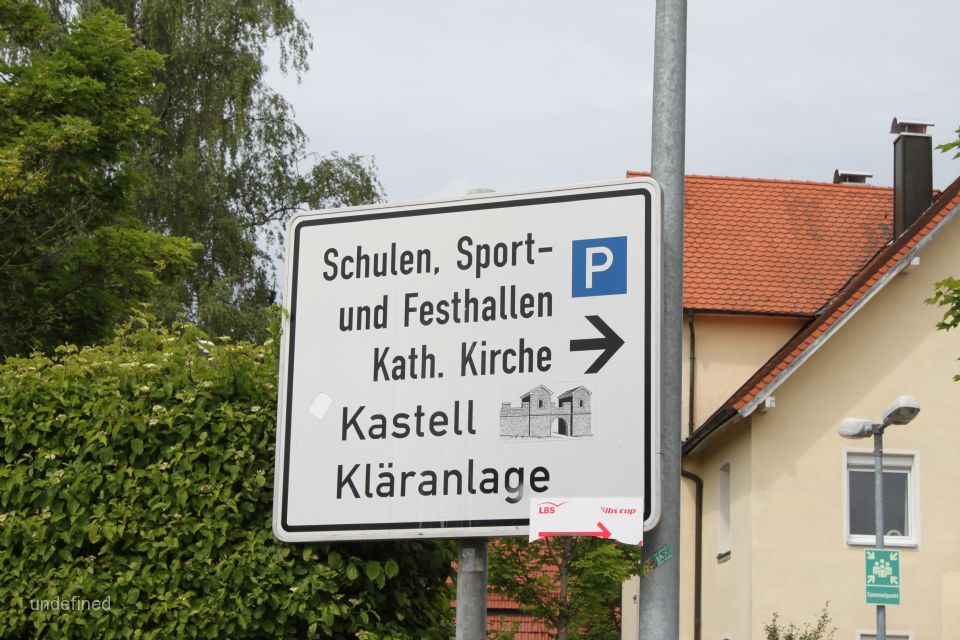 Schulen, Sport-
P
und Festhallen
Kath. Kirche
Kastell
Kläranlage
LBS
lbs cup
Sammelpunkt
undefined